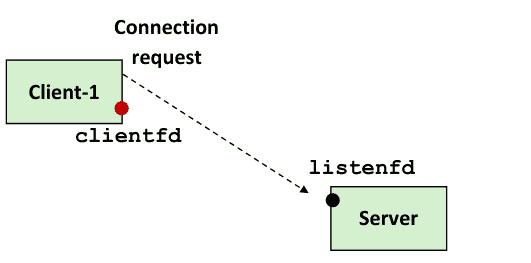 Connection
request
Client-1
clientfd
listenfd
Server